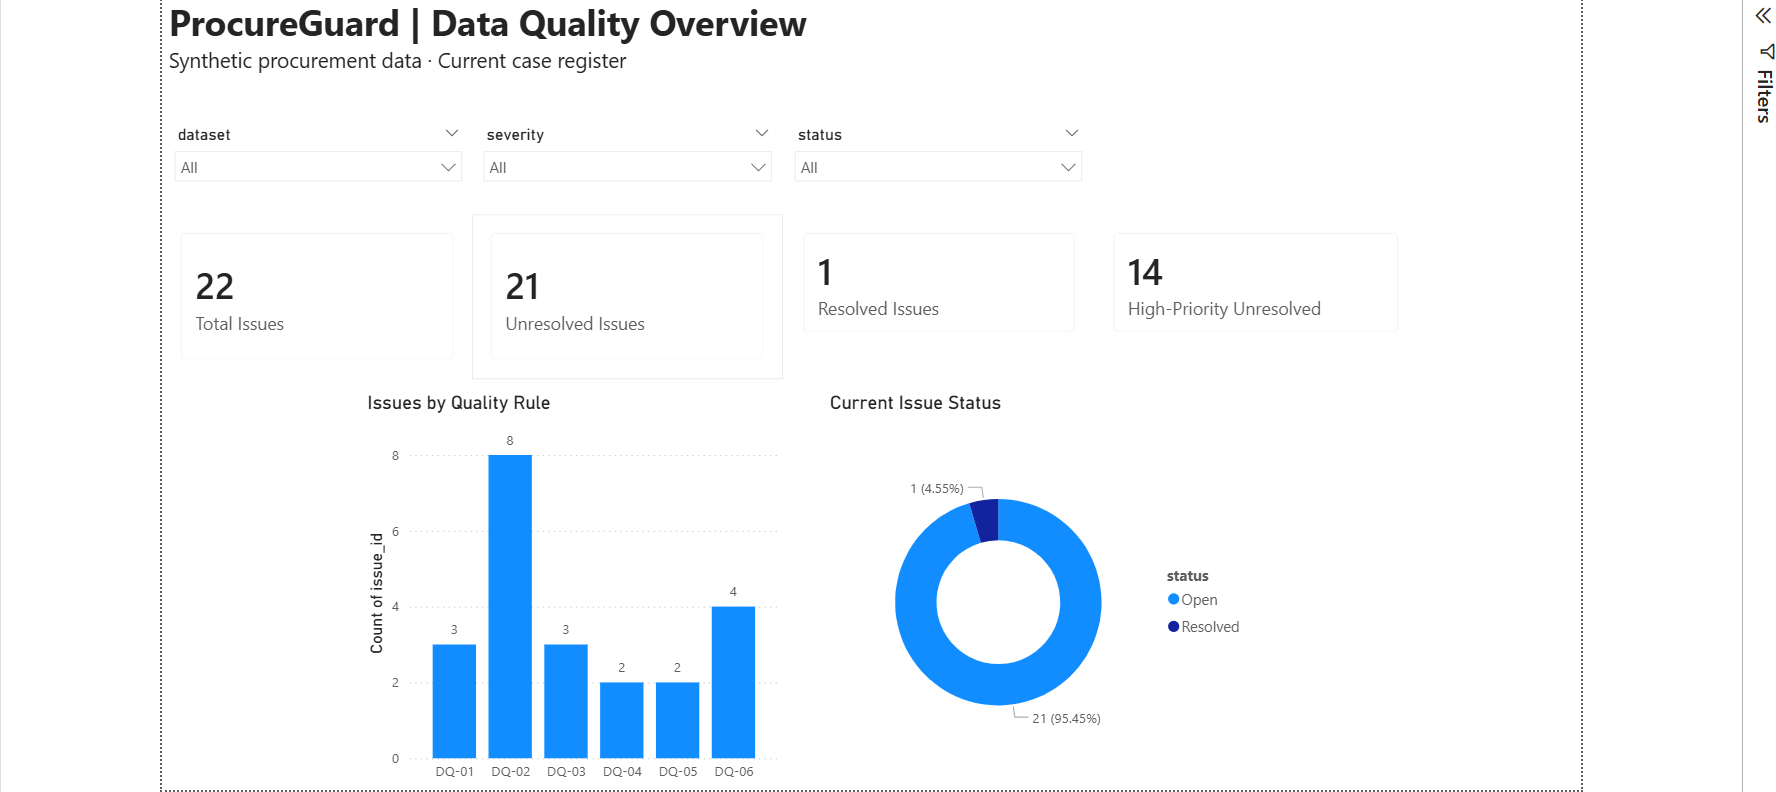 ProcureGuard | Data Quality Overview
Synthetic procurement data · Current case register
Filters
dataset
All
severity
All
status
All
22
Total Issues
21
Unresolved Issues
1
Resolved Issues
14
High-Priority Unresolved
Issues by Quality Rule
Count of issue_id
8
6
4
2
0
3
8
3
2
2
4
DQ-01 DQ-02 DQ-03 DQ-04 DQ-05 DQ-06
Current Issue Status
1 (4.55%)
21 (95.45%)
status
Open
Resolved